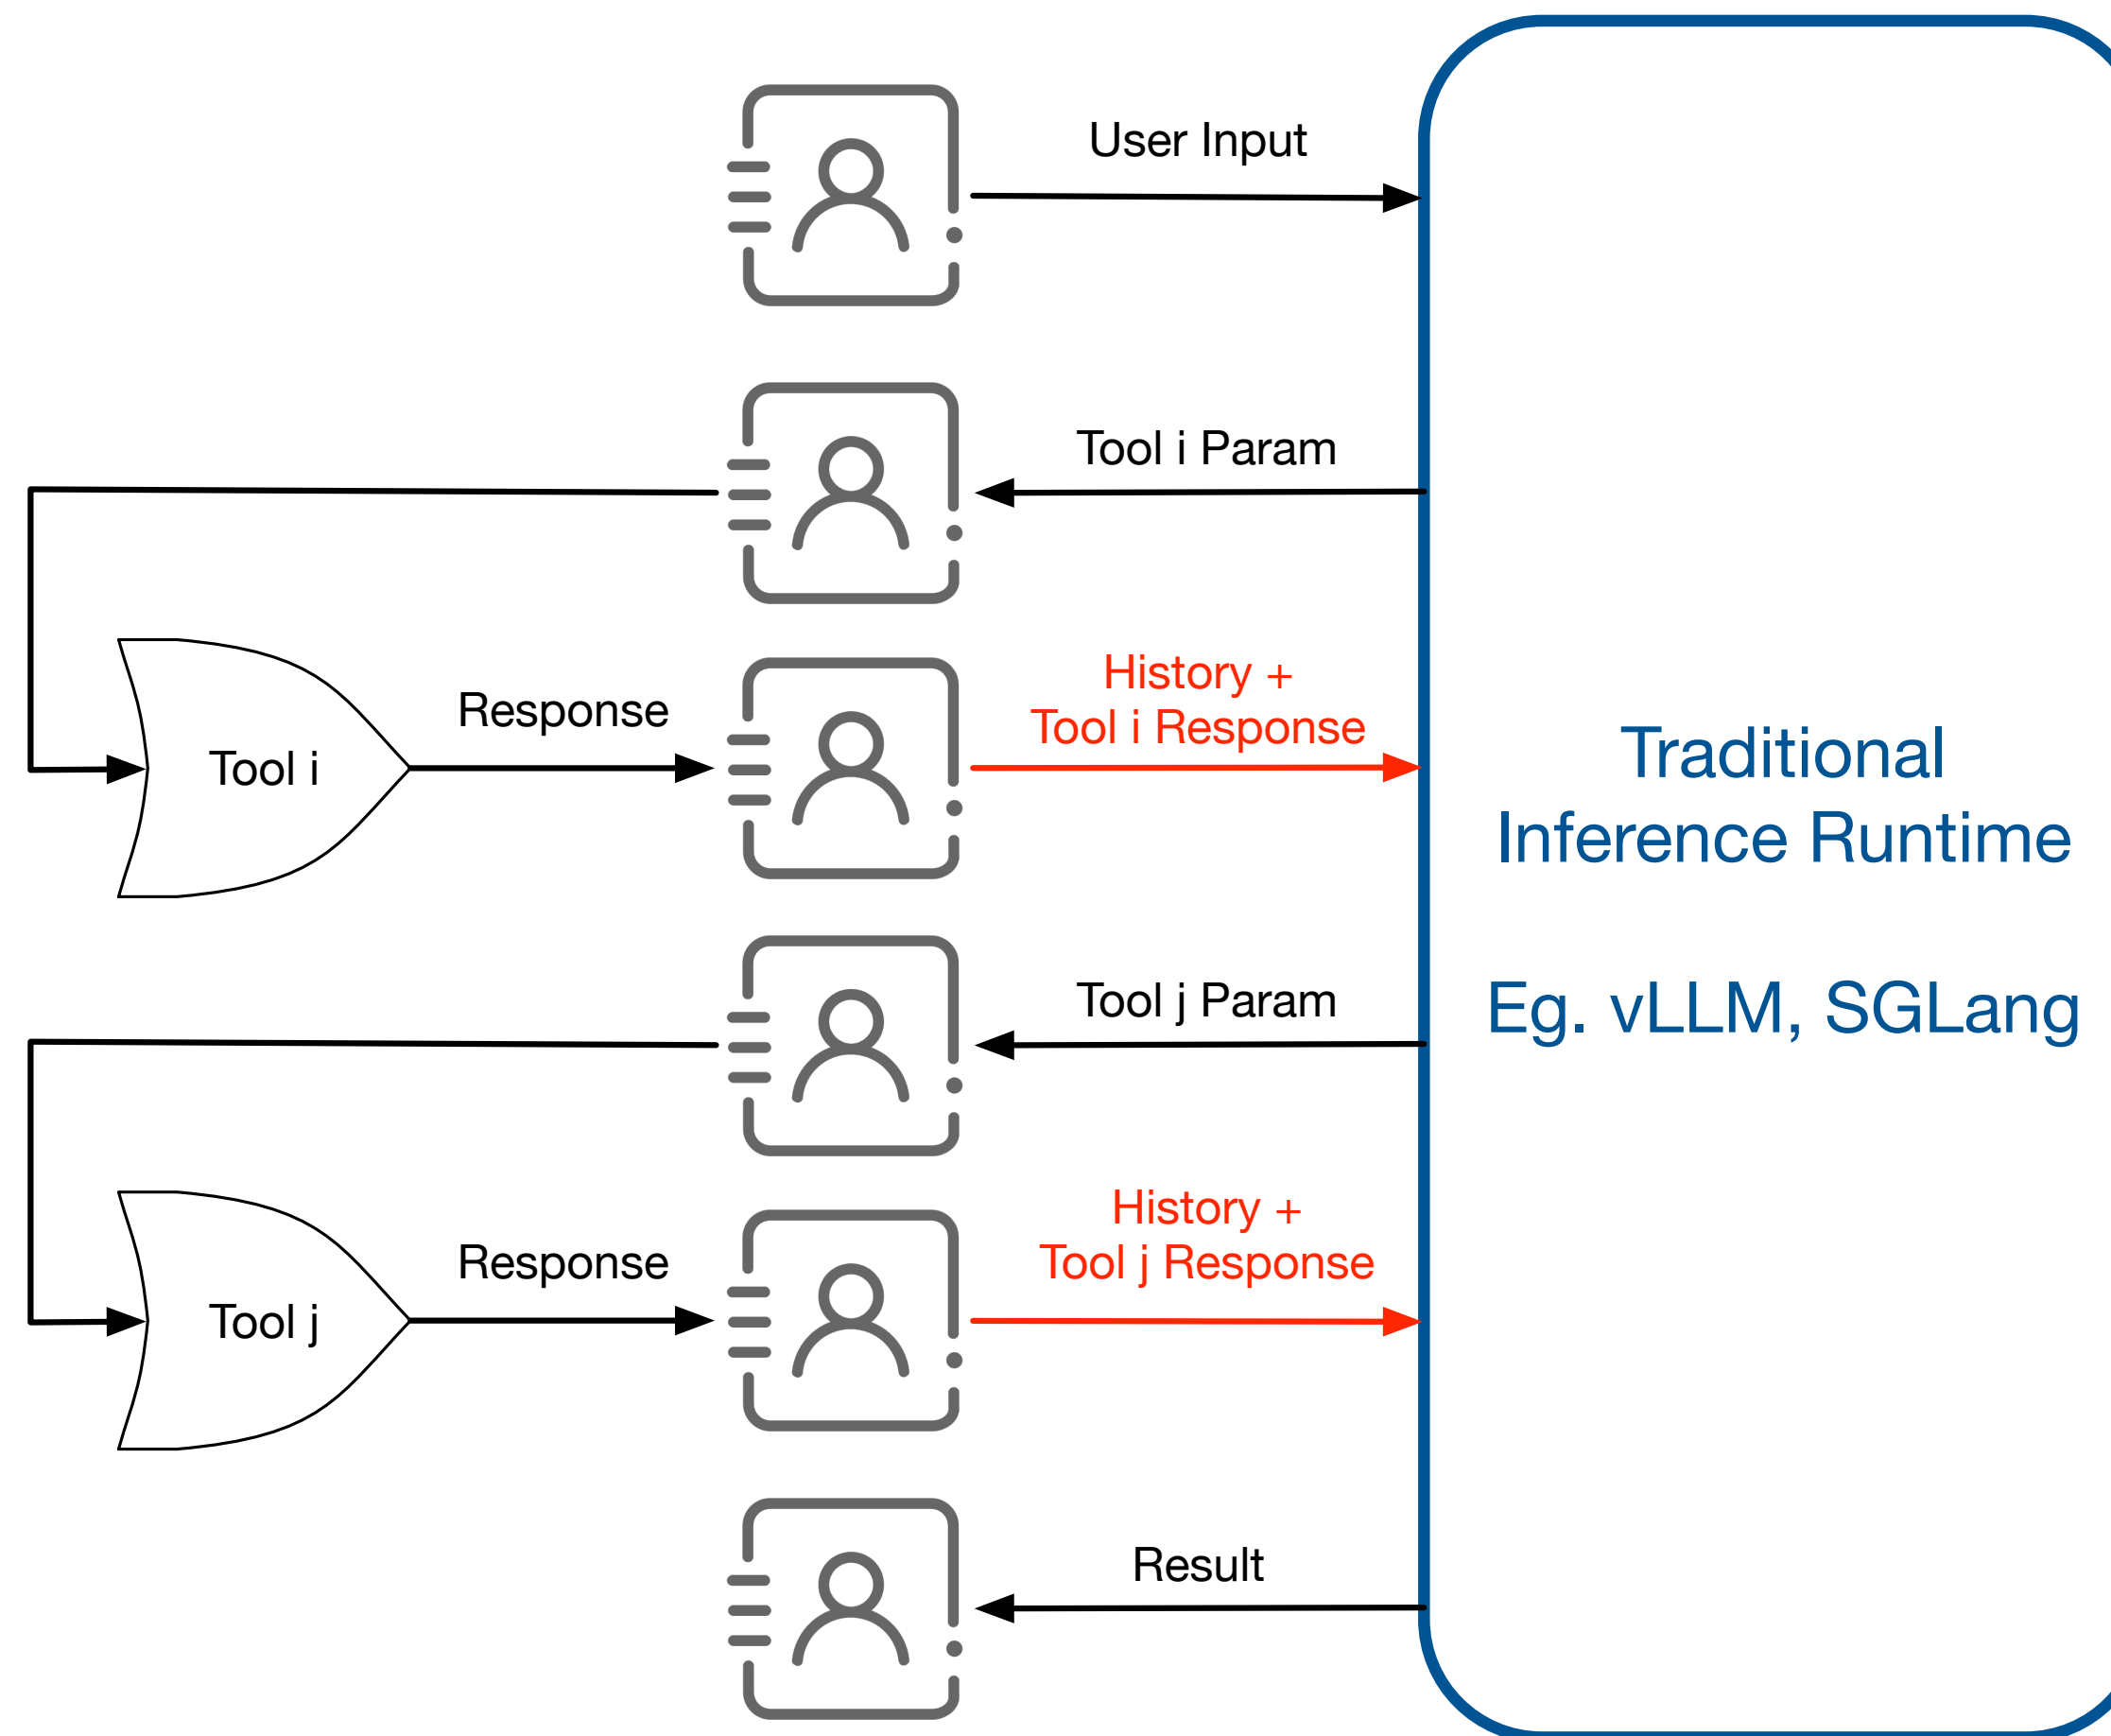 User Input
Tool i Param
History +
Tool i Response
Response
Tool i
Traditional
Inference Runtime
Eg. vLLM, SGLang
Tool j Param
History +
Tool j Response
Response
Tool j
Result